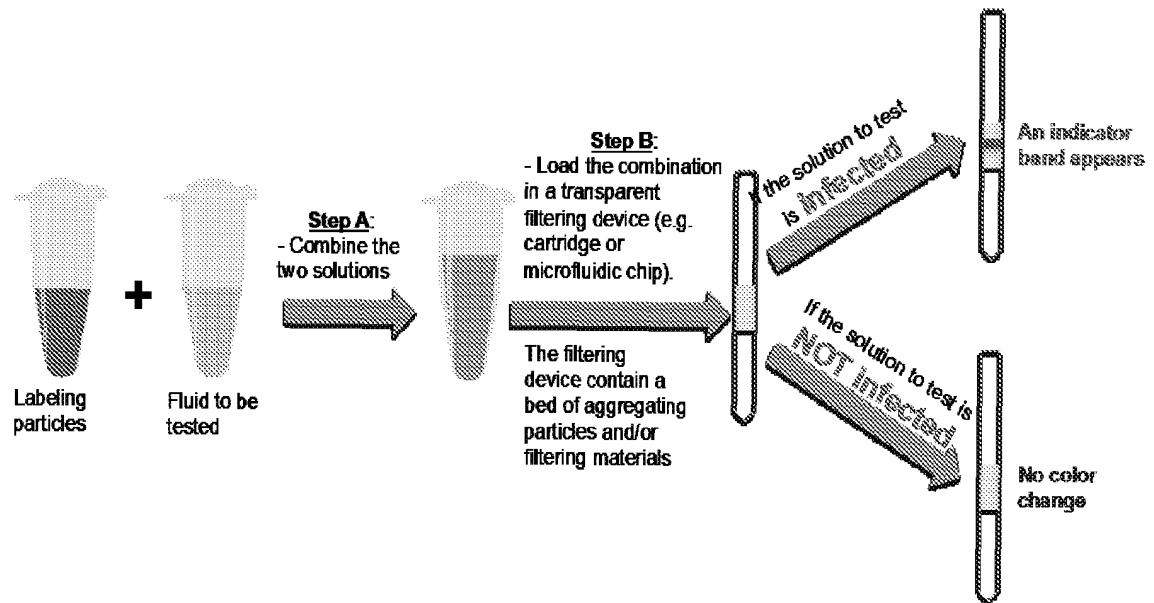 Labeling
particles
+
Fluid to be
tested
Step A:
- Combine the
two solutions
Step B:
- Load the combination
in a transparent
filtering device (e.g.
cartridge or
microfluidic chip).
The filtering
device contain a
bed of aggregating
particles and/or
filtering materials
If the solution to test
is infected
An indicator
band appears
If the solution to test is
NOT infected
No color
change